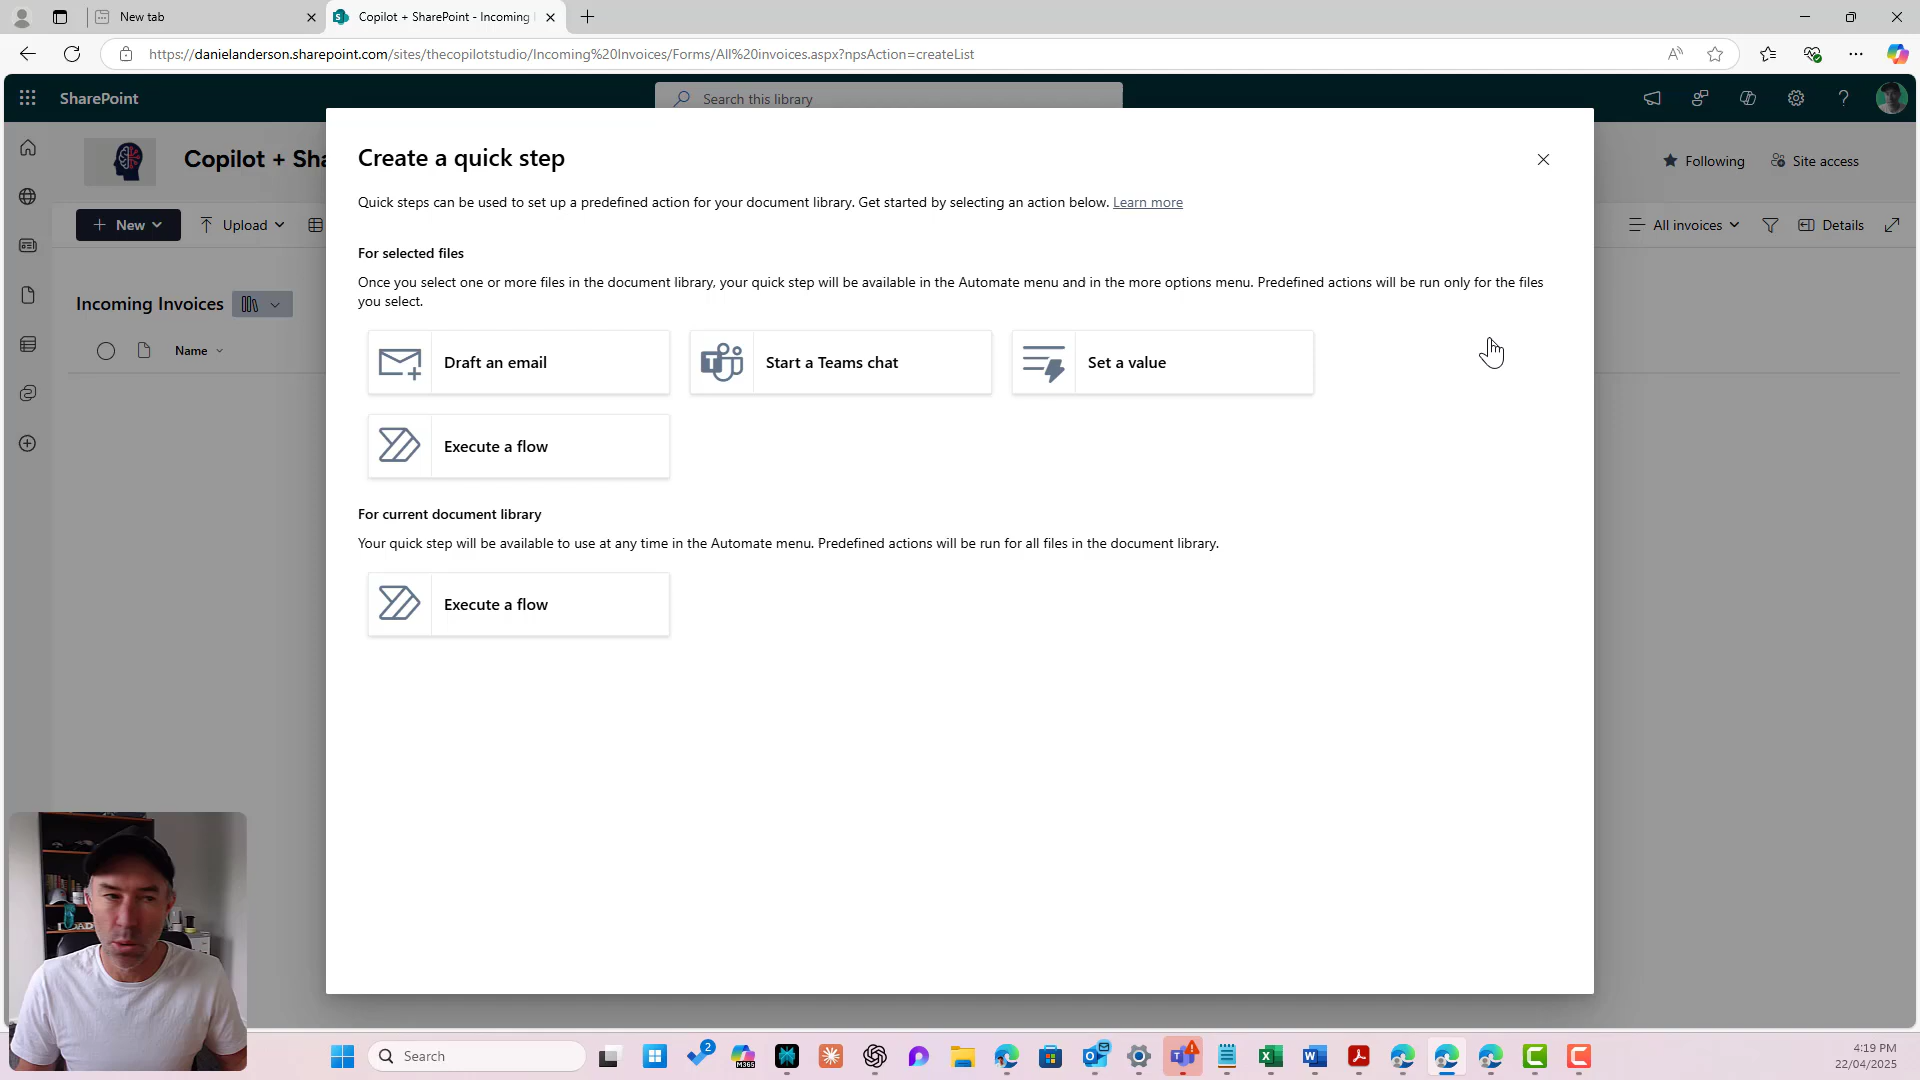 New tab
Copilot + SharePoint - Incoming
https://danielanderson.sharepoint.com/sites/thecopilotstudio/Incoming%20Invoices/Forms/All%20invoices.aspx?npsAction=createList
SharePoint
Search this library
Copilot + Sha
Following
Site access
New
Upload
All invoices
Details
Incoming Invoices
Name
Create a quick step
Quick steps can be used to set up a predefined action for your document library. Get started by selecting an action below. Learn more
For selected files
Once you select one or more files in the document library, your quick step will be available in the Automate menu and in the more options menu. Predefined actions will be run only for the files
you select.
Draft an email
Start a Teams chat
Set a value
Execute a flow
For current document library
Your quick step will be available to use at any time in the Automate menu. Predefined actions will be run for all files in the document library.
Execute a flow
Search
2
M365
4:19 PM
22/04/2025